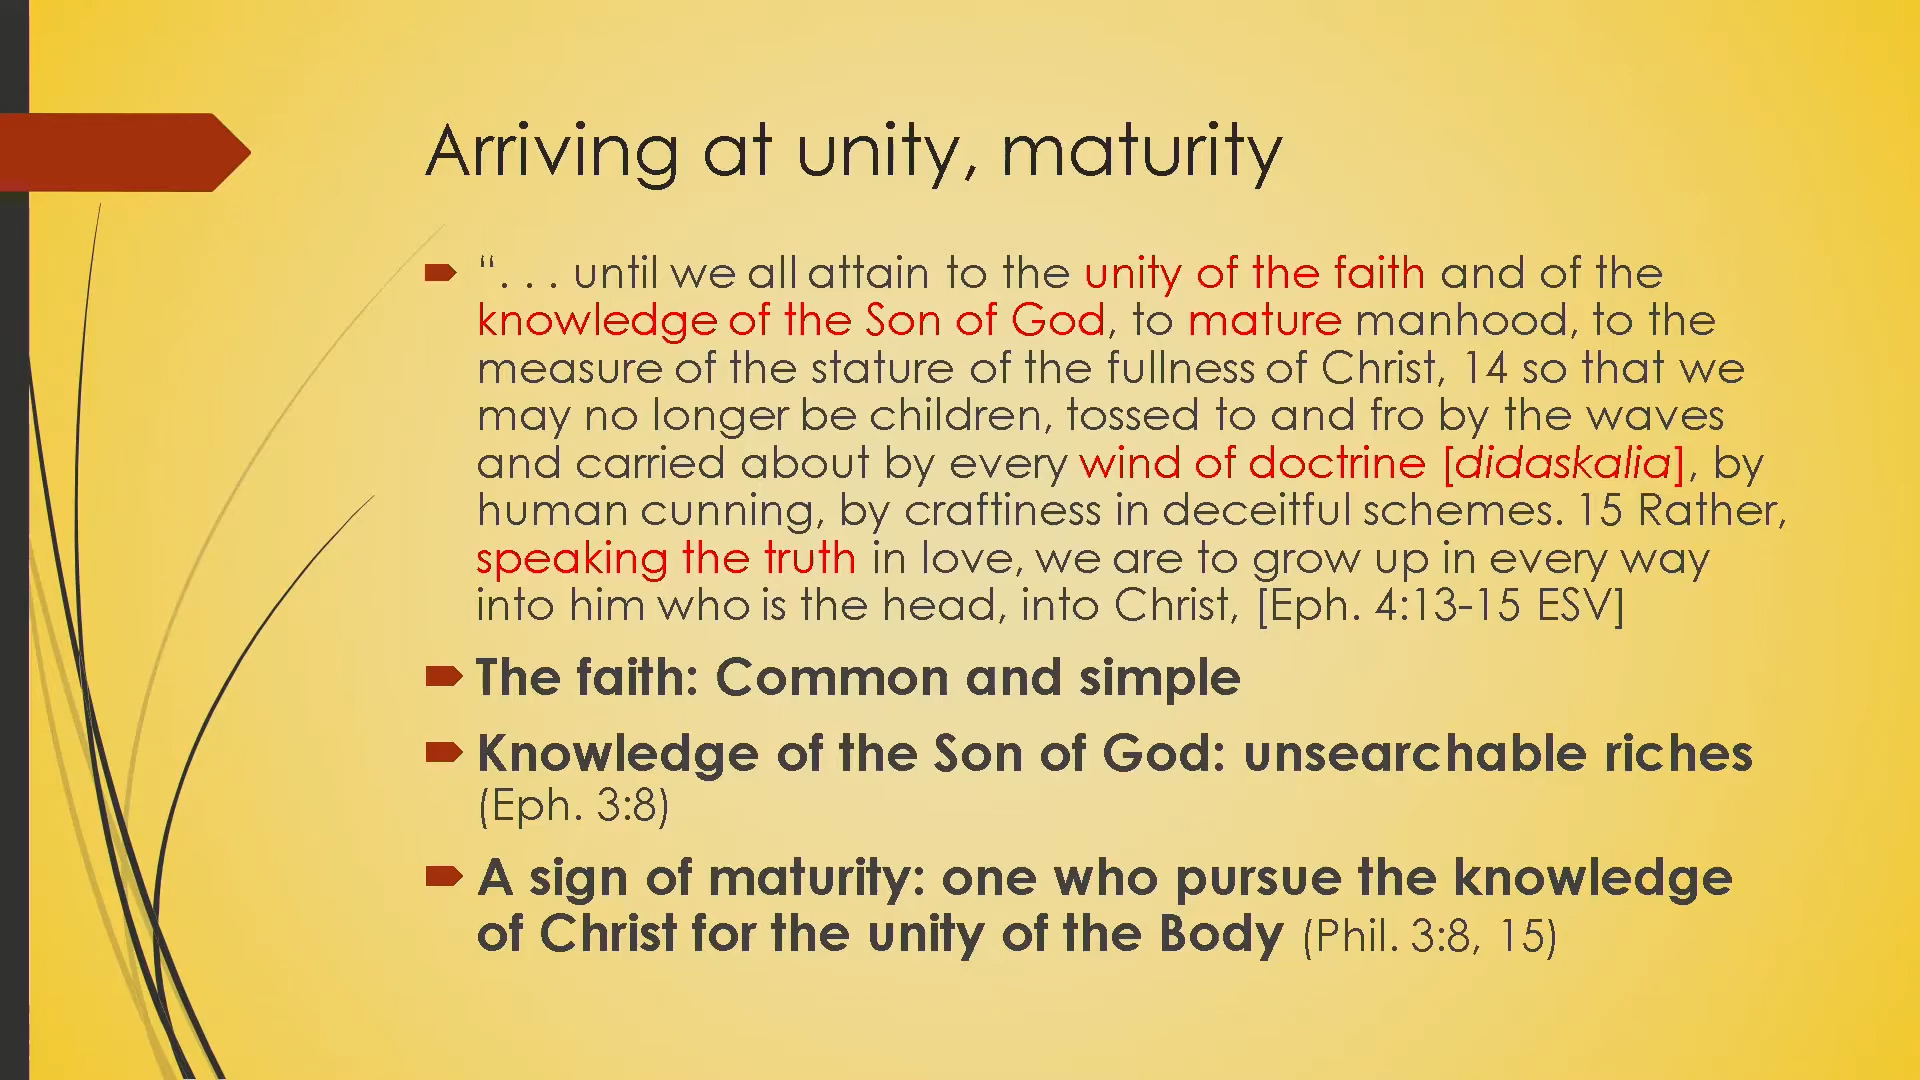 Arriving at unity, maturity
“. . . until we all attain to the unity of the faith and of the
knowledge of the Son of God, to mature manhood, to the
measure of the stature of the fullness of Christ, 14 so that we
may no longer be children, tossed to and fro by the waves
and carried about by every wind of doctrine [didaskalia], by
human cunning, by craftiness in deceitful schemes. 15 Rather,
speaking the truth in love, we are to grow up in every way
into him who is the head, into Christ, [Eph. 4:13-15 ESV]
The faith: Common and simple
Knowledge of the Son of God: unsearchable riches
(Eph. 3:8)
A sign of maturity: one who pursue the knowledge
of Christ for the unity of the Body (Phil. 3:8, 15)